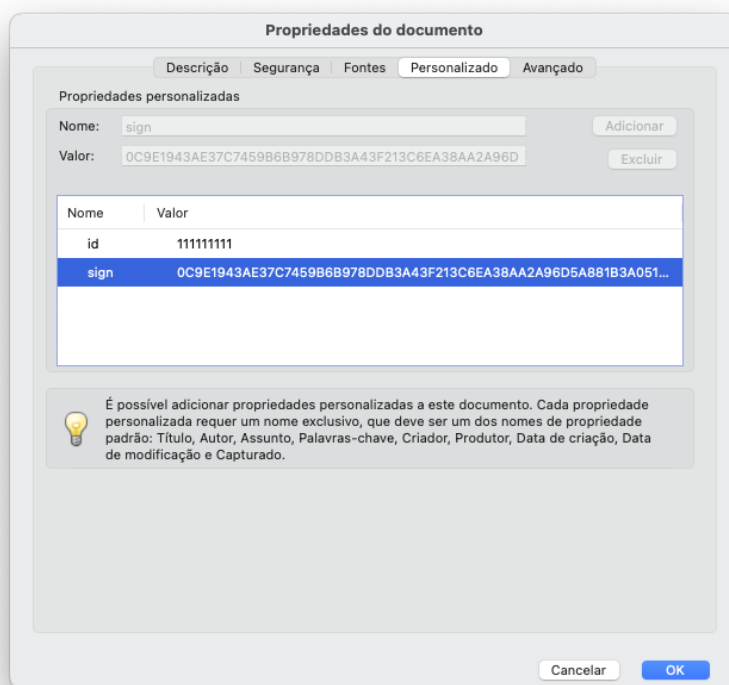 Propriedades do documento
Descrição Segurança Fontes Personalizado Avançado
Propriedades personalizadas
Nome: sign Adicionar
Valor: 0C9E1943AE37C7459B6B978DDB3A43F213C6EA38AA2A96D Excluir
Nome Valor
id 111111111
sign 0C9E1943AE37C7459B6B978DDB3A43F213C6EA38AA2A96D5A881B3A051...
É possível adicionar propriedades personalizadas a este documento. Cada propriedade
personalizada requer um nome exclusivo, que deve ser um dos nomes de propriedade
padrão: Título, Autor, Assunto, Palavras-chave, Criador, Produtor, Data de criação, Data
de modificação e Capturado.
Cancelar OK